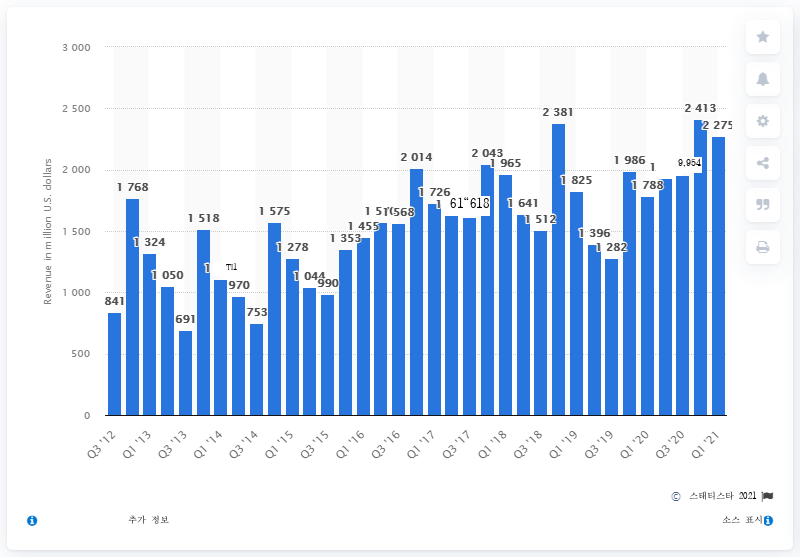 3 000
2 500
2 000
1 500
1 000
500
0
Revenue in million U.S. dollars
841
1 768
1 324
1 050
691
1 518
970
753
1 575
1 278
1 044
990
1 353
1 455
568
2 014
1 726
61“618
2 043
1 965
1 641
1 512
2 381
1 825
1 396
1 282
1 986
1 788
1
9,954
2 413
2 275
Q3 '12
Q1 '13
Q3 '13
Q1 '14
Q3 '14
Q1 '15
Q3 '15
Q1 '16
Q3 '16
Q1 '17
Q3 '17
Q1 '18
Q3 '18
Q1 '19
Q3 '19
Q1 '20
Q3 '20
Q1 '21
© 스태티스타 2021
추가 정보
소스 표시